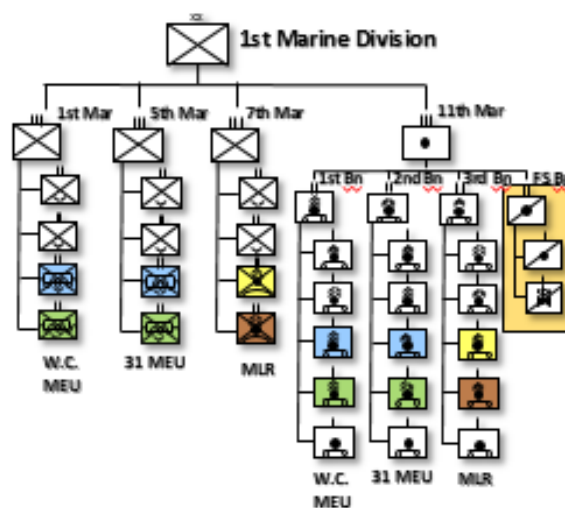 XX
1st Marine Division
1st Mar
5th Mar
7th Mar
11th Mar
1st Bn
2nd Bn
3rd Bn
F.S. Bn
W.C.
MEU
31 MEU
MLR
W.C.
MEU
31 MEU
MLR